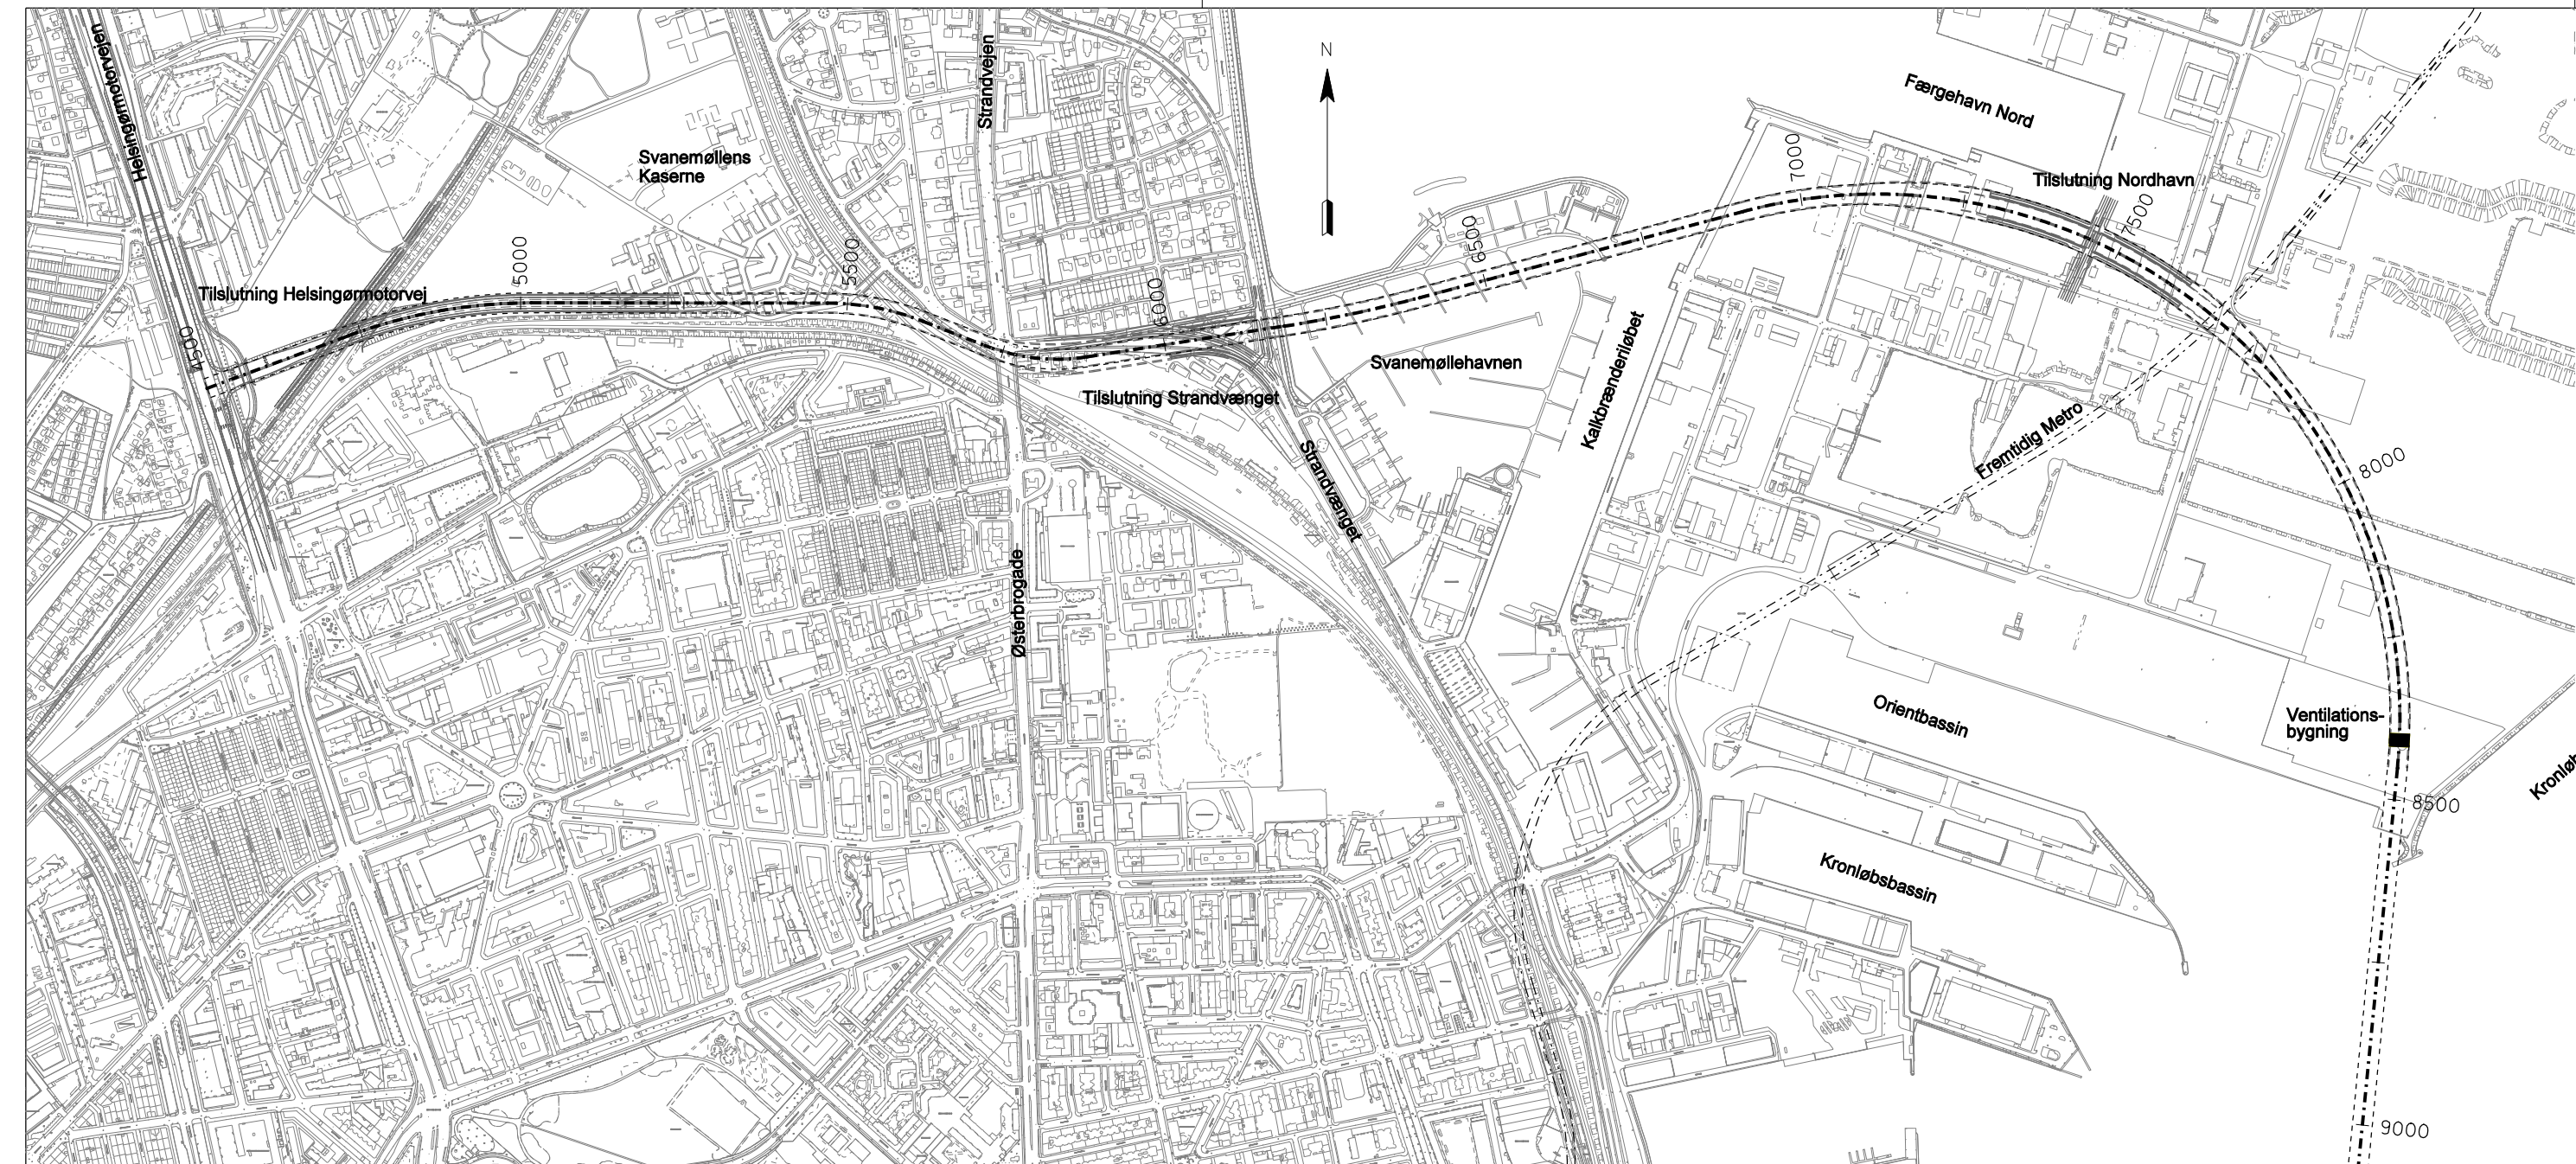 Helsingørmotorvejen
Strandvejen
N
Færgehavn Nord
Svanemøllens
Kaserne
7000
Tilslutning Nordhavn
7500
6500
5000
5500
6000
Tilslutning Helsingørmotorvej
4500
Svanemøllehavnen
Kalkbrænderiløbet
Tilslutning Strandvænget
Fremtidig Metro
Strandvænget
8000
Østerbrogade
Orientbassin
Ventilations-
bygning
8500
Kronløbsbassin
9000